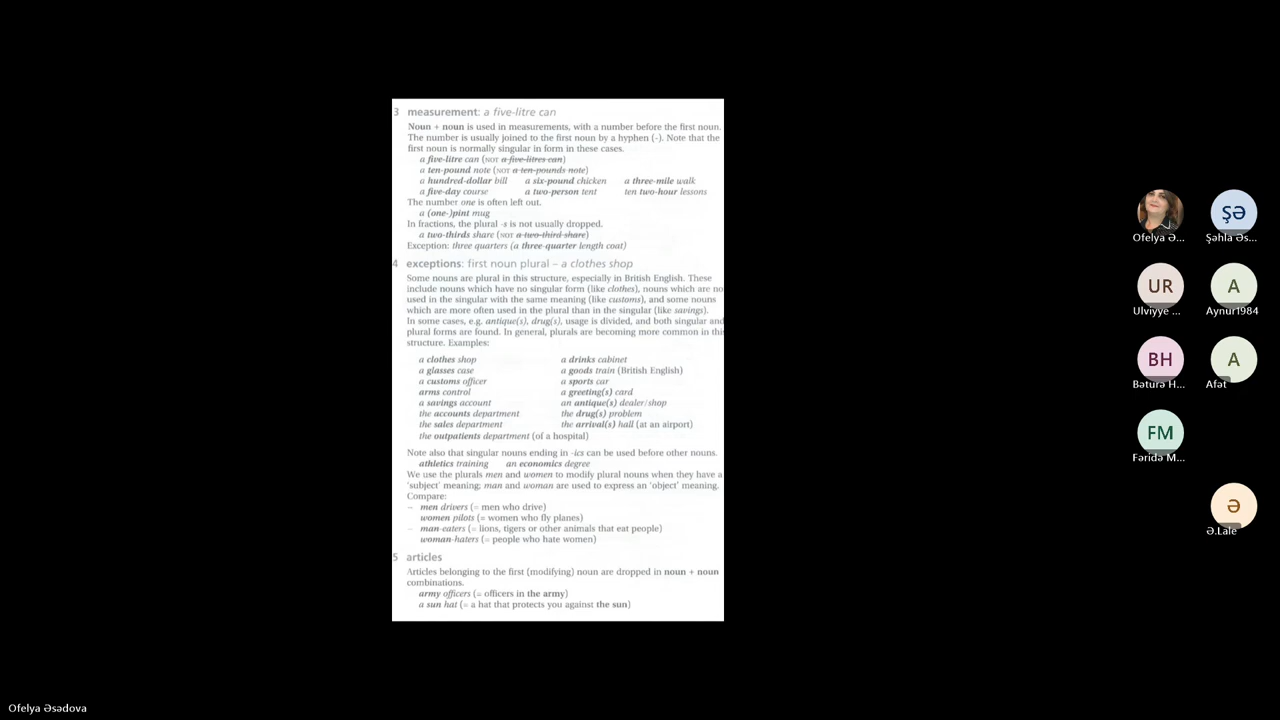 3 measurement: a five-litre can
Noun + noun is used in measurements, with a number before the first noun.
The number is usually joined to the first noun by a hyphen (-). Note that the
first noun is normally singular in form in these cases.
a five-litre can (NOT a five-litres can)
a ten-pound note (NOT a ten-pounds note)
a hundred-dollar bill a six-pound chicken a three-mile walk
a five-day course a two-person tent ten two-hour lessons
The number one is often left out.
a (one-)pint mug
In fractions, the plural -s is not usually dropped.
a two-thirds share (NOT a two-third share)
Exception: three quarters (a three-quarter length coat)
4 exceptions: first noun plural – a clothes shop
Some nouns are plural in this structure, especially in British English. These
include nouns which have no singular form (like clothes), nouns which are no
used in the singular with the same meaning (like customs), and some nouns
which are more often used in the plural than in the singular (like savings).
In some cases, e.g. antique(s), drug(s), usage is divided, and both singular and
plural forms are found. In general, plurals are becoming more common in this
structure. Examples:
a clothes shop a drinks cabinet
a glasses case a goods train (British English)
a customs officer a sports car
arms control a greeting(s) card
a savings account an antique(s) dealer/shop
the accounts department the drug(s) problem
the sales department the arrival(s) hall (at an airport)
the outpatients department (of a hospital)
Note also that singular nouns ending in -ics can be used before other nouns.
athletics training an economics degree
We use the plurals men and women to modify plural nouns when they have a
'subject' meaning; man and woman are used to express an 'object' meaning.
Compare:
– men drivers (= men who drive)
women pilots (= women who fly planes)
– man-eaters (= lions, tigers or other animals that eat people)
woman-haters (= people who hate women)
5 articles
Articles belonging to the first (modifying) noun are dropped in noun + noun
combinations.
army officers (= officers in the army)
a sun hat (= a hat that protects you against the sun)
ŞƏ
Ofelya Ə... Şəhla Əs...
UR A
Ulviyye ... Aynur1984
BH A
Bəturə H... Afət
FM
Fəridə M...
Ə
Ə.Lale
Ofelya Əsədova